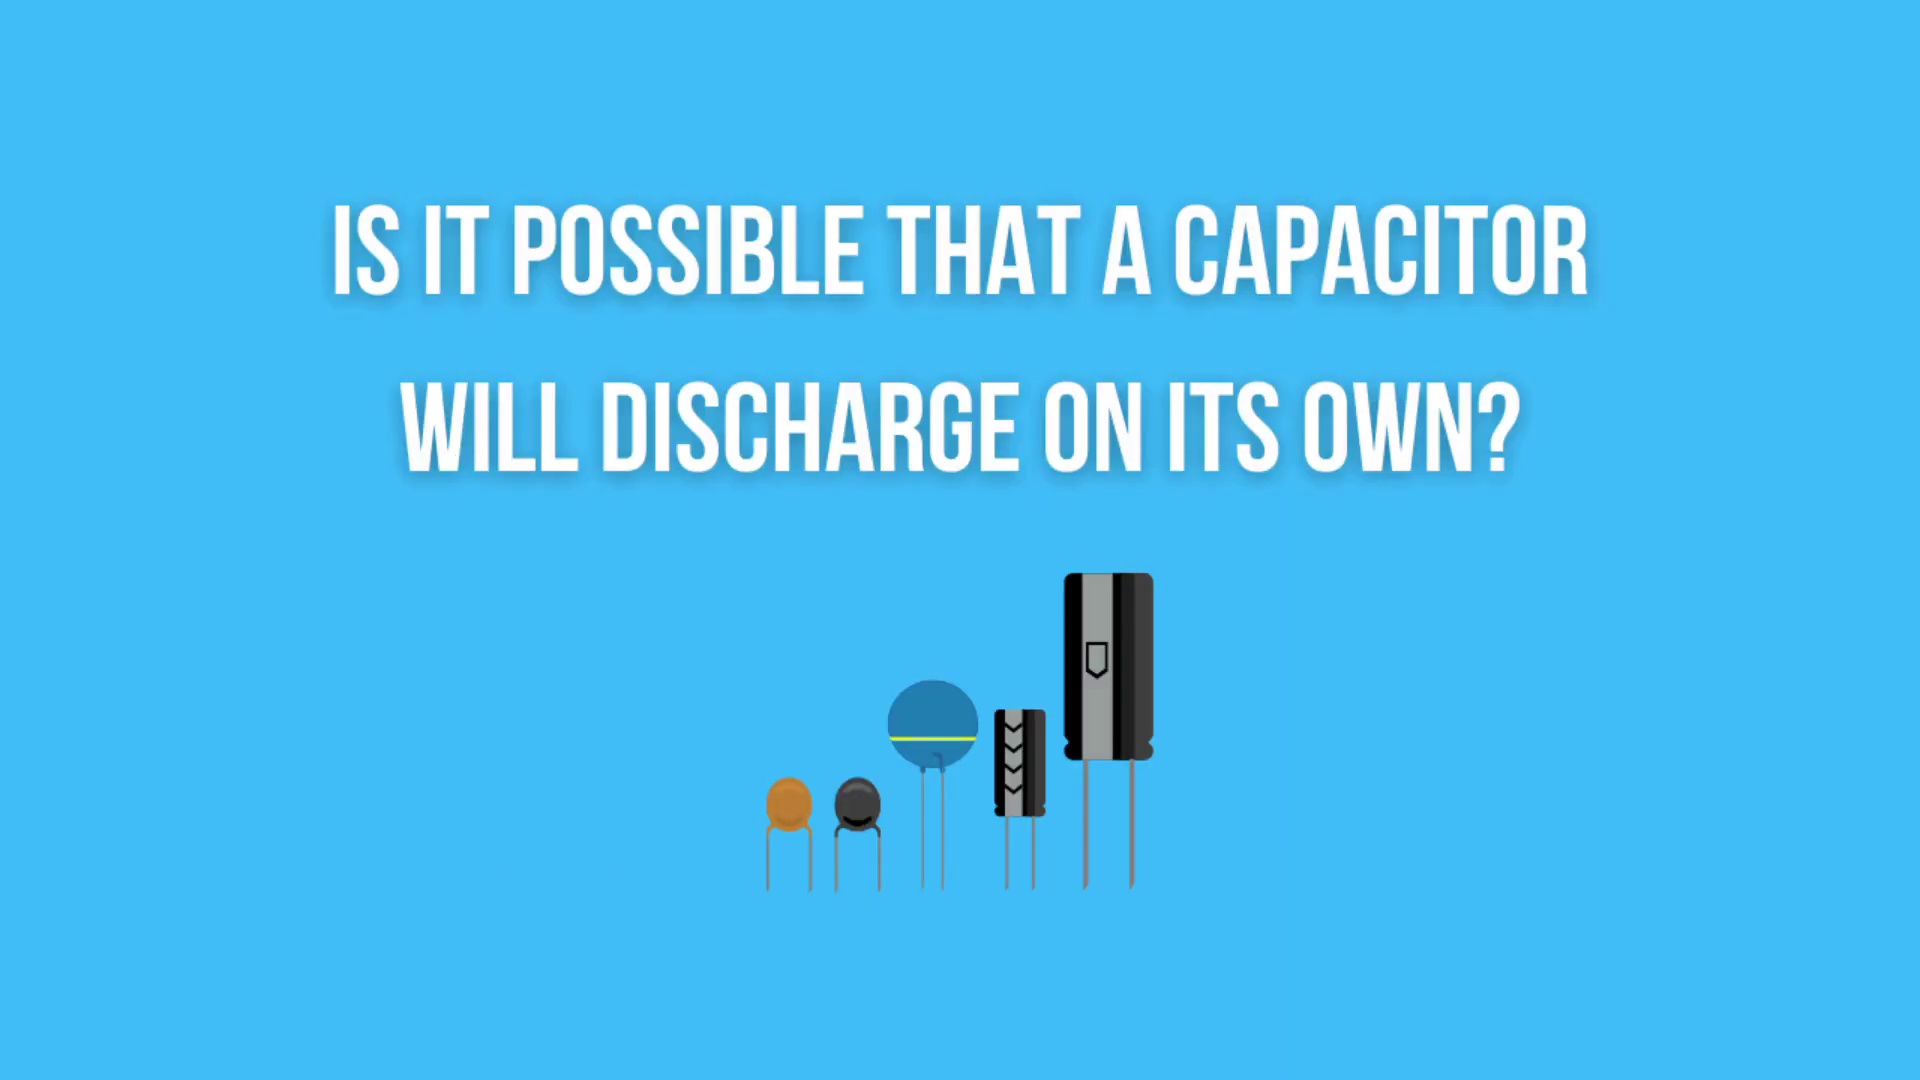 IS IT POSSIBLE THAT A CAPACITOR
WILL DISCHARGE ON ITS OWN?